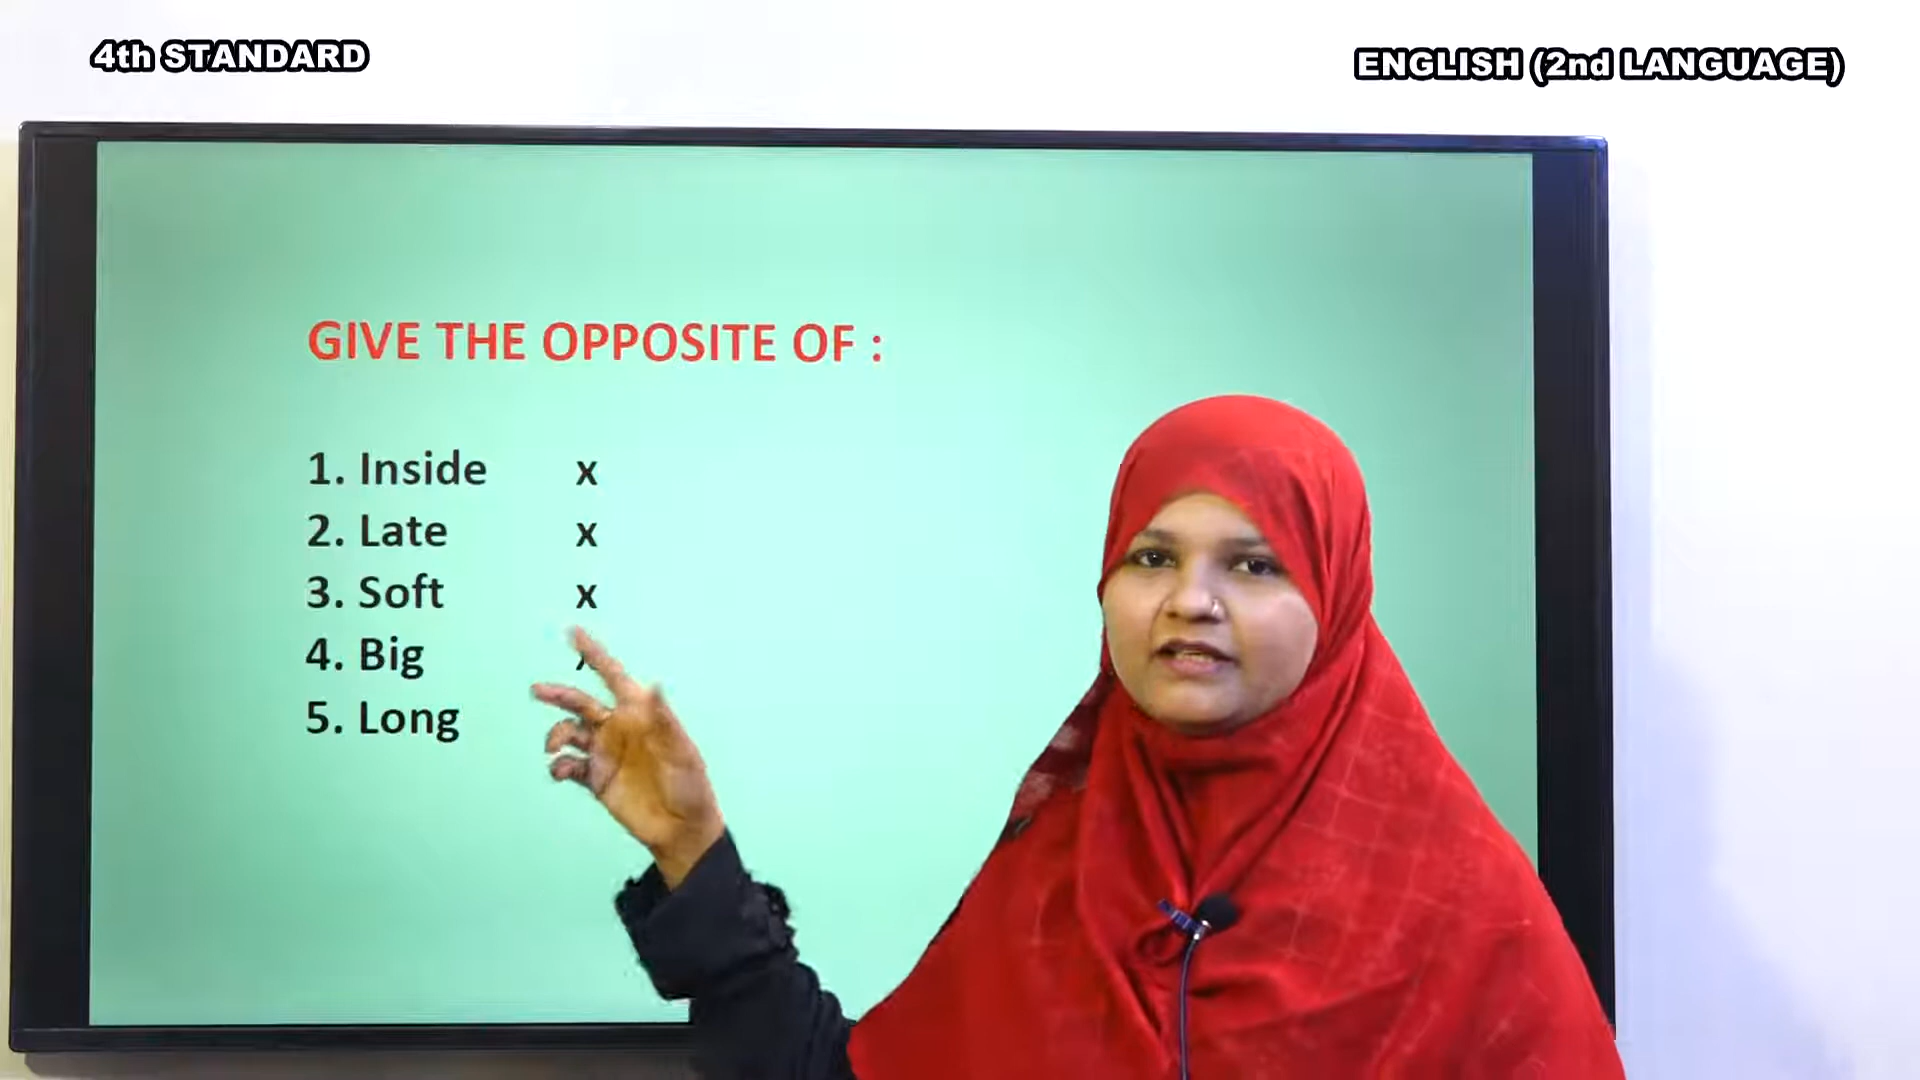 4th STANDARD
ENGLISH (2nd LANGUAGE)
GIVE THE OPPOSITE OF :
1. Inside x
2. Late x
3. Soft x
4. Big
5. Long